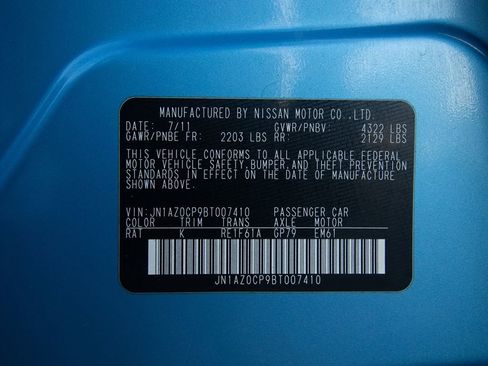 MANUFACTURED BY NISSAN MOTOR CO.,LTD.
DATE: 7/11 GVWR/PNBV: 4322 LBS
GAWR/PNBE FR: 2203 LBS RR: 2129 LBS
THIS VEHICLE CONFORMS TO ALL APPLICABLE FEDERAL
MOTOR VEHICLE SAFETY,BUMPER,AND THEFT PREVENTION
STANDARDS IN EFFECT ON THE DATE OF MANUFACTURE
SHOWN ABOVE.
VIN:JN1AZ0CP9BT007410 PASSENGER CAR
COLOR TRIM TRANS AXLE MOTOR
RAT K RE1F61A GP79 EM61
JN1AZ0CP9BT007410